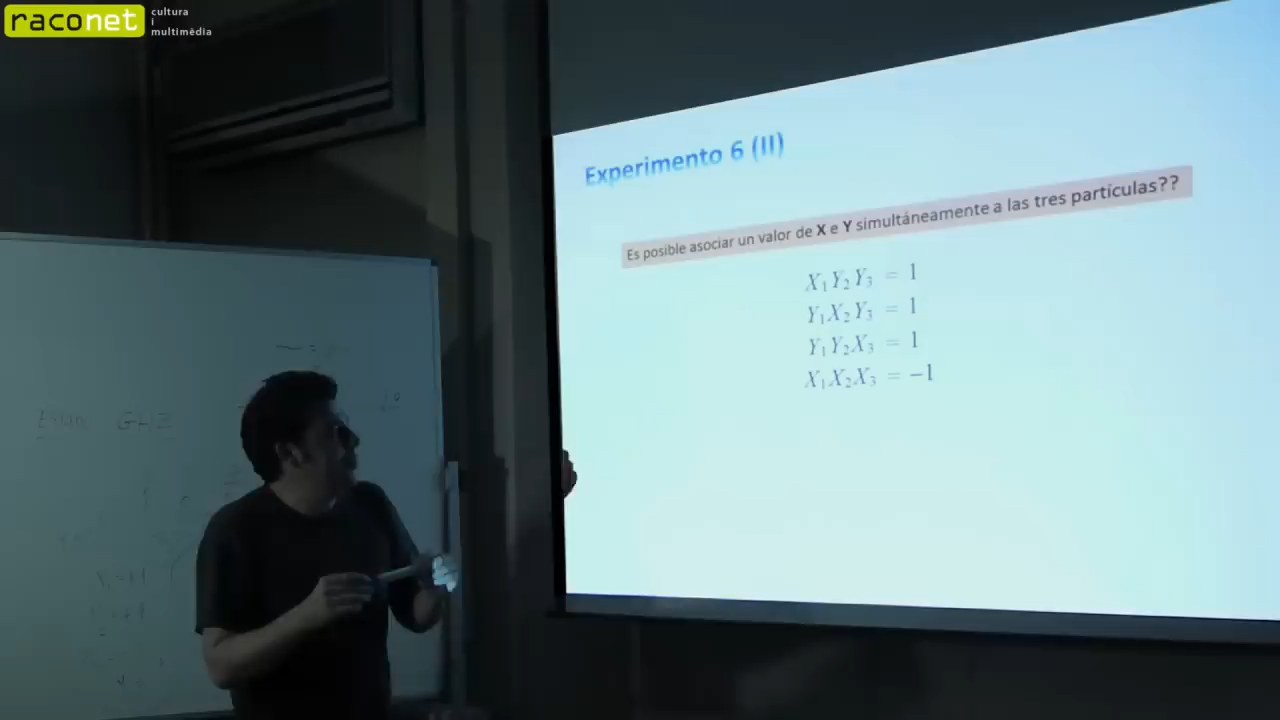 raconet
cultura
i
multimèdia
Experimento 6 (II)
Es posible asociar un valor de X e Y simultáneamente a las tres partículas??
X₁Y₂Y₃ = 1
Y₁X₂Y₃ = 1
Y₁Y₂X₃ = 1
X₁X₂X₃ = −1
GHZ